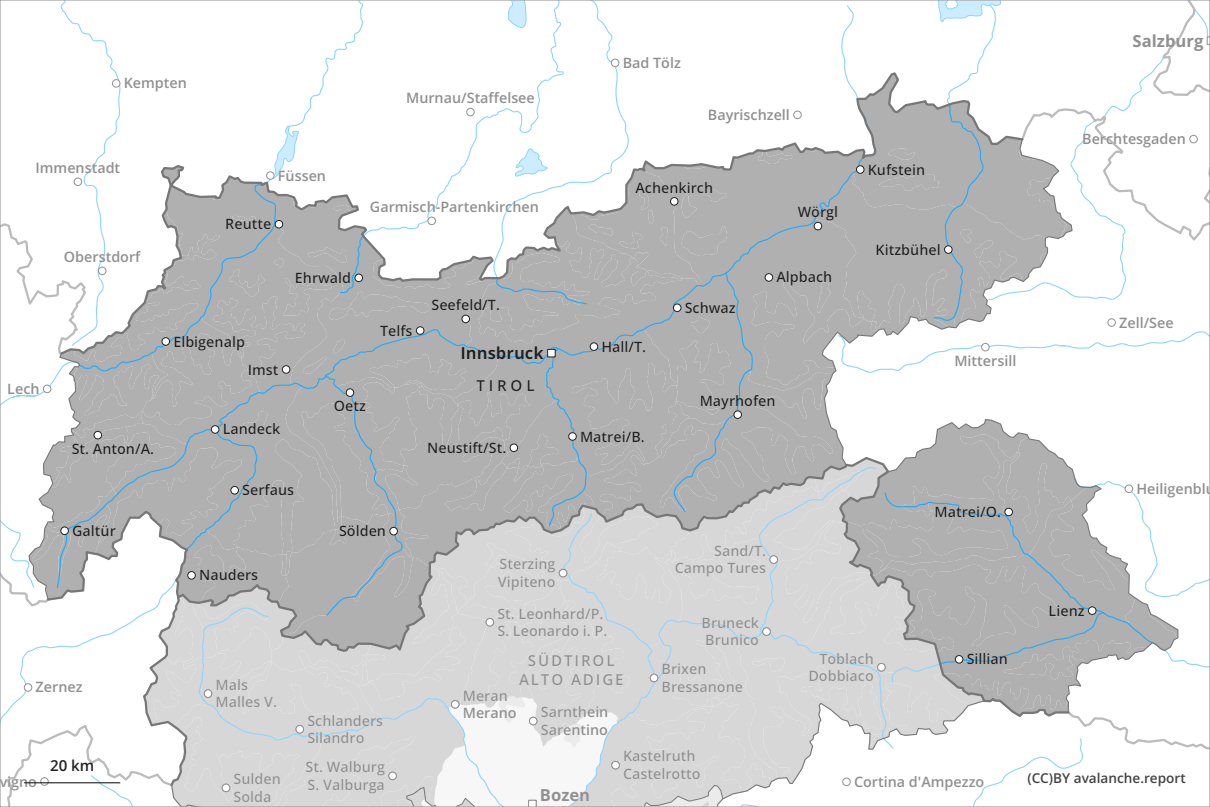 Salzburg
Bad Tölz
Kempten
Murnau/Staffelsee
Bayrischzell
Berchtesgaden
Immenstadt
Füssen
Kufstein
Achenkirch
Garmisch-Partenkirchen
Wörgl
Reutte
Kitzbühel
Oberstdorf
Ehrwald
Alpbach
Seefeld/T.
Schwaz
Zell/See
Telfs
Elbigenalp
Hall/T.
Innsbruck
Mittersill
Imst
TIROL
Lech
Oetz
Mayrhofen
Landeck
Matrei/B.
St. Anton/A.
Neustift/St.
Serfaus
Heiligenblu
Matrei/O.
Galtür
Sölden
Sand/T.
Campo Tures
Sterzing
Vipiteno
Nauders
Lienz
St. Leonhard/P.
S. Leonardo i. P.
Bruneck
Brunico
SÜDTIROL
ALTO ADIGE
Toblach
Dobbiaco
Sillian
Brixen
Bressanone
Zernez
Mals
Malles V.
Meran
Merano
Sarnthein
Sarentino
Schlanders
Silandro
Kastelruth
Castelrotto
20 km
St. Walburg
S. Valburga
vigno
Sulden
Solda
Cortina d'Ampezzo
(CC)BY avalanche.report
Bozen